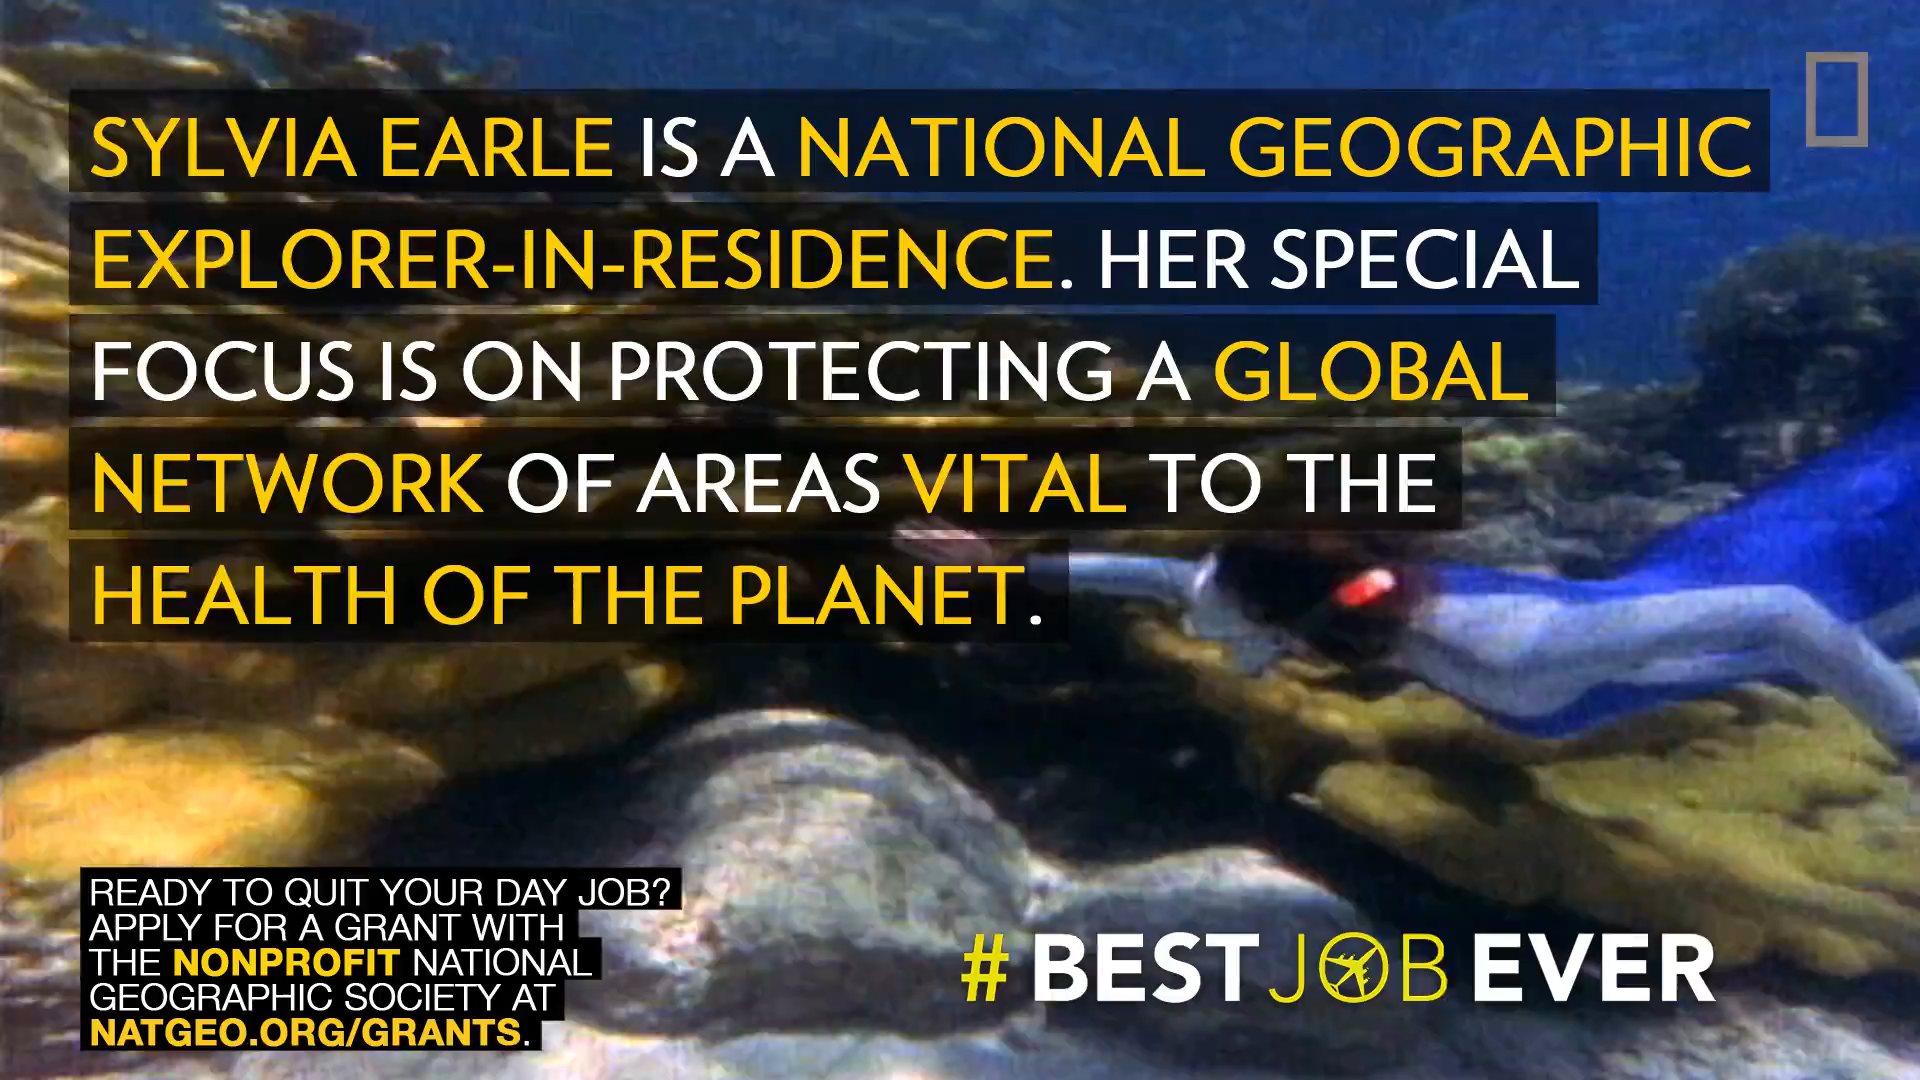 SYLVIA EARLE IS A NATIONAL GEOGRAPHIC
EXPLORER-IN-RESIDENCE. HER SPECIAL
FOCUS IS ON PROTECTING A GLOBAL
NETWORK OF AREAS VITAL TO THE
HEALTH OF THE PLANET.
READY TO QUIT YOUR DAY JOB?
APPLY FOR A GRANT WITH
THE NONPROFIT NATIONAL
GEOGRAPHIC SOCIETY AT
NATGEO.ORG/GRANTS.
#BESTJOBEVER